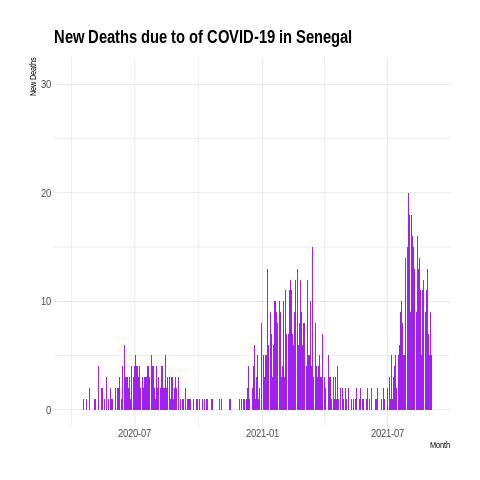 New Deaths due to of COVID-19 in Senegal
New Deaths
30
20
10
0
2020-07
2021-01
2021-07
Month